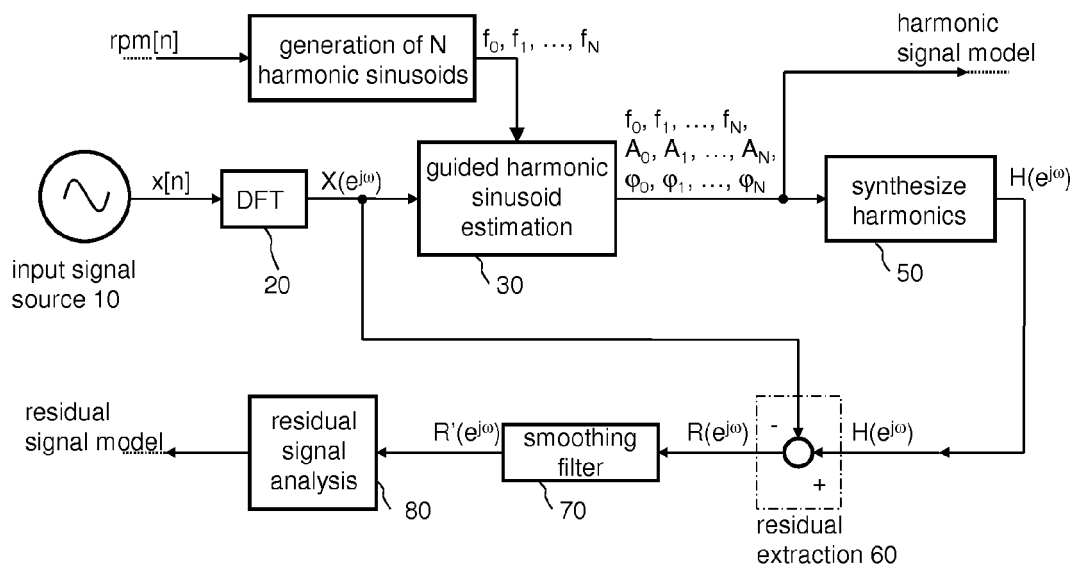 rpm[n]
generation of N
harmonic sinusoids
f₀, f₁, ..., f_N
harmonic
signal model
f₀, f₁, ..., f_N,
A₀, A₁, ..., A_N,
φ₀, φ₁, ..., φ_N
x[n]
DFT
X(e^jω)
guided harmonic
sinusoid
estimation
synthesize
harmonics
H(e^jω)
input signal
source 10
20
30
50
residual
signal model
residual
signal
analysis
R'(e^jω)
smoothing
filter
R(e^jω)
-
+
H(e^jω)
80
70
residual
extraction 60